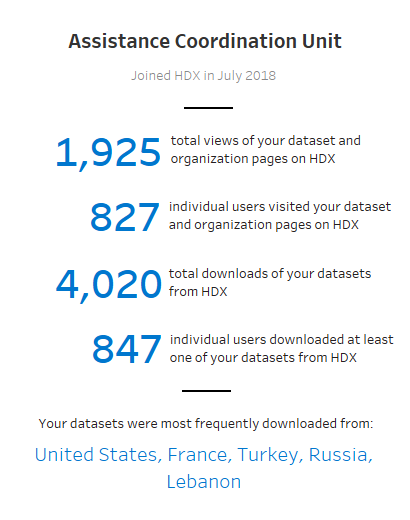 Assistance Coordination Unit
Joined HDX in July 2018
1,925
total views of your dataset and
organization pages on HDX
827
individual users visited your dataset
and organization pages on HDX
4,020
total downloads of your datasets
from HDX
847
individual users downloaded at least
one of your datasets from HDX
Your datasets were most frequently downloaded from:
United States, France, Turkey, Russia,
Lebanon